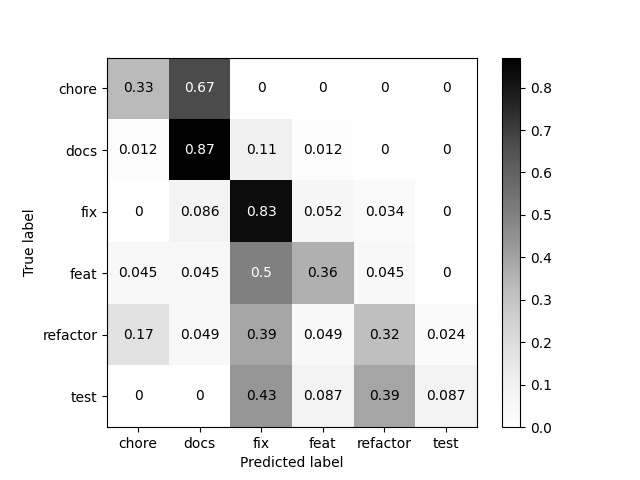 chore 0.33 0.67 0 0 0 0
docs 0.012 0.87 0.11 0.012 0 0
fix 0 0.086 0.83 0.052 0.034 0
feat 0.045 0.045 0.5 0.36 0.045 0
refactor 0.17 0.049 0.39 0.049 0.32 0.024
test 0 0 0.43 0.087 0.39 0.087
chore docs fix feat refactor test
Predicted label
True label
0.8
0.7
0.6
0.5
0.4
0.3
0.2
0.1
0.0